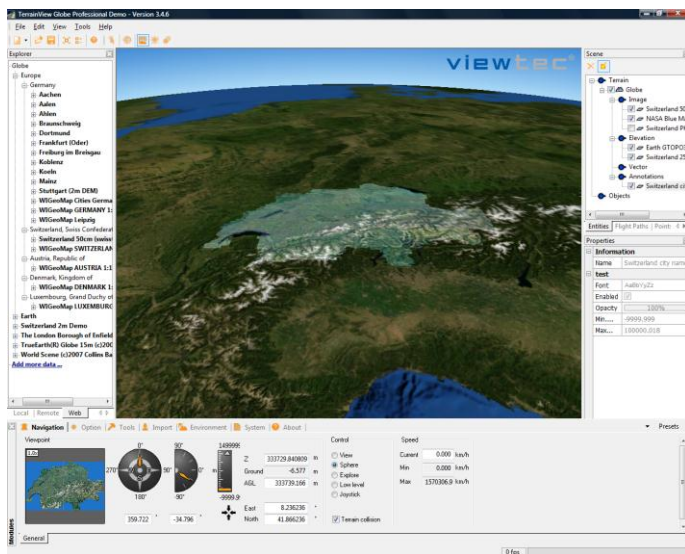 TerrainView Globe Professional Demo - Version 3.4.6
File Edit View Tools Help
Explorer
Globe
Europe
Germany
Aachen
Aalen
Ahlen
Braunschweig
Dortmund
Frankfurt (Oder)
Freiburg im Breisgau
Koblenz
Koeln
Mainz
Stuttgart (2m DEM)
WIGeoMap Cities Germa
WIGeoMap GERMANY 1:
WIGeoMap Leipzig
Switzerland, Swiss Confederat
Switzerland 50cm (swiss
WIGeoMap SWITZERLAN
Austria, Republic of
WIGeoMap AUSTRIA 1:1
Denmark, Kingdom of
WIGeoMap DENMARK 1:
Luxembourg, Grand Duchy of
WIGeoMap LUXEMBURG
Earth
Switzerland 2m Demo
The London Borough of Enfield
TrueEarth(R) Globe 15m (c)200
World Scene (c)2007 Collins Ba
Add more data ...
Local Remote Web
viewtec
Scene
Terrain
Globe
Image
Switzerland 50
NASA Blue Ma
Switzerland PK
Elevation
Earth GTOPO3
Switzerland 25
Vector
Annotations
Switzerland cit
Objects
Entities Flight Paths Point
Properties
Information
Name Switzerland city name
test
Font AaBbYyZz
Enabled
Opacity 100%
Min.... -9999.999
Max... 100000.018
Navigation Option Tools Import Environment System About
Presets
Viewpoint
1.0x
0°
270°
180°
359.722 °
90°
0°
-90°
-34.796 °
1499999
m
-9999.9
Z 333729.840809 m
Ground -6.577 m
AGL 333739.166 m
East 8.236236 °
North 41.866236 °
Control
View
Sphere
Explore
Low level
Joystick
Terrain collision
Speed
Current 0.000 km/h
Min 0.000 km/h
Max 1570306.9 km/h
Modules
General
0 fps